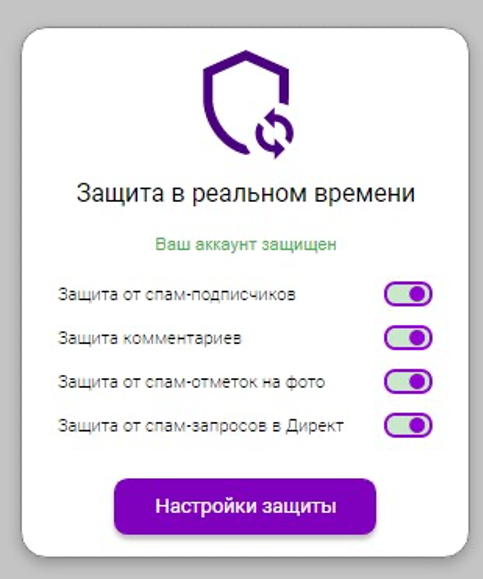 Защита в реальном времени
Ваш аккаунт защищен
Защита от спам-подписчиков
Защита комментариев
Защита от спам-отметок на фото
Защита от спам-запросов в Директ
Настройки защиты